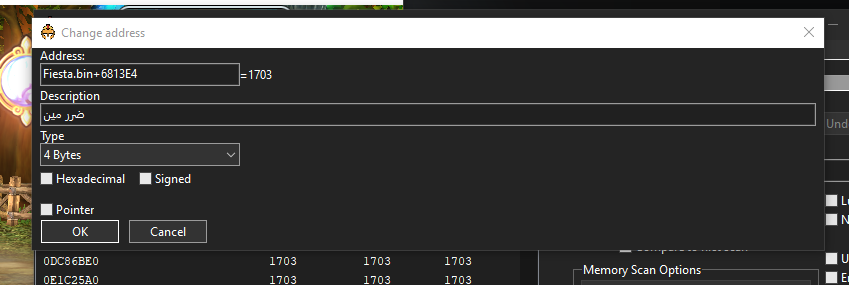 Change address
Address:
Fiesta.bin+6813E4 =1703
Description
ضرر مين
Type
4 Bytes
Hexadecimal Signed
Pointer
OK Cancel
0DC86BE0 1703 1703 1703
0E1C25A0 1703 1703 1703
Memory Scan Options